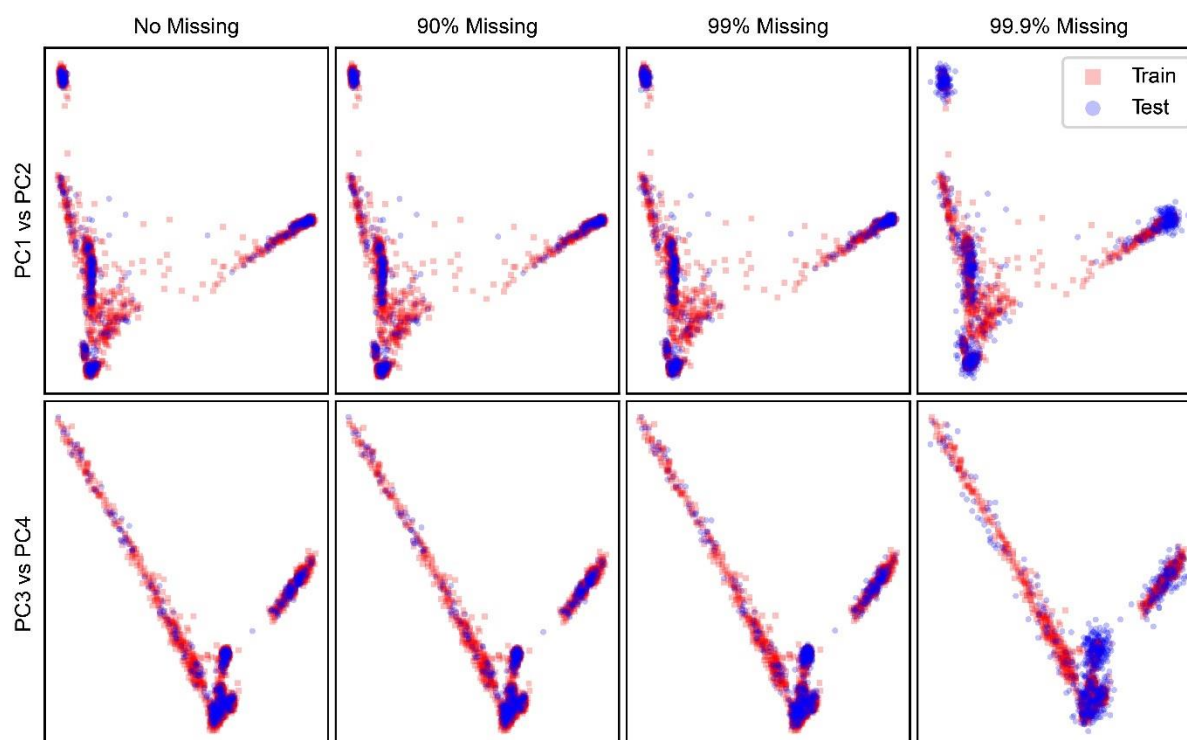 No Missing
90% Missing
99% Missing
99.9% Missing
Train
Test
PC1 vs PC2
PC3 vs PC4